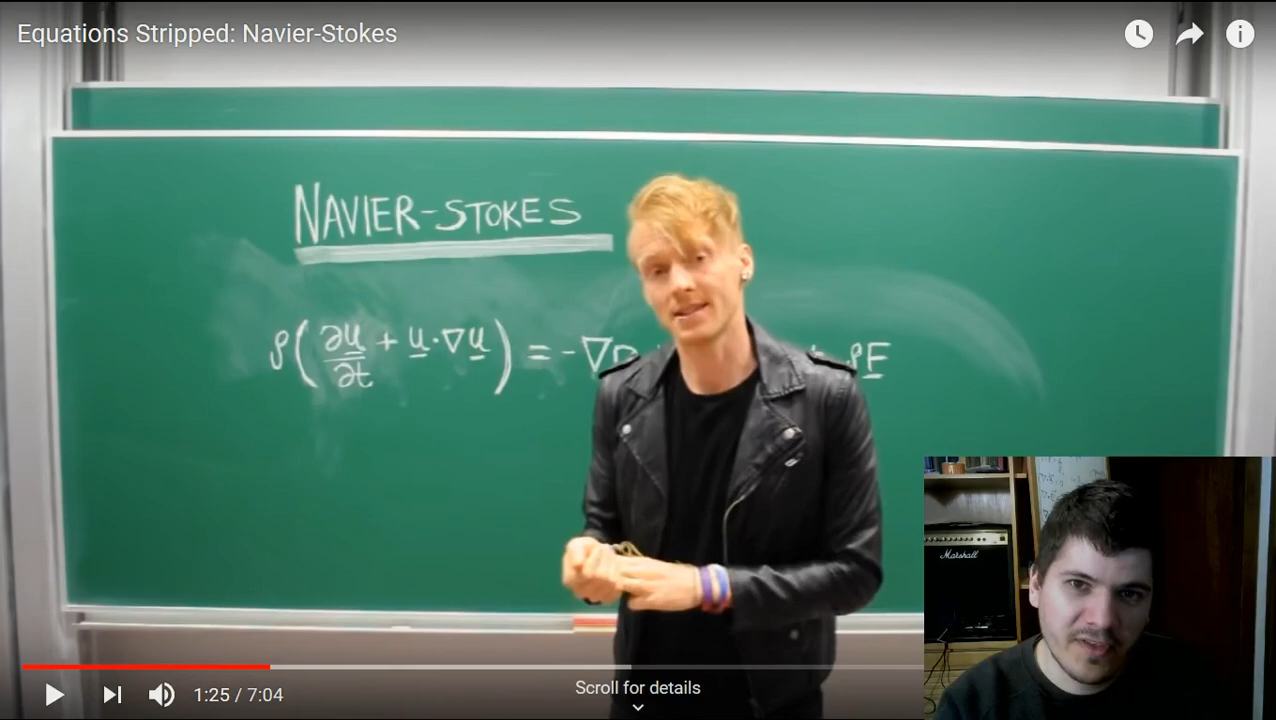 Equations Stripped: Navier-Stokes
NAVIER-STOKES
ρ(∂u/∂t + u·∇u) = -∇p + ρF
Marshall
1:25 / 7:04
Scroll for details